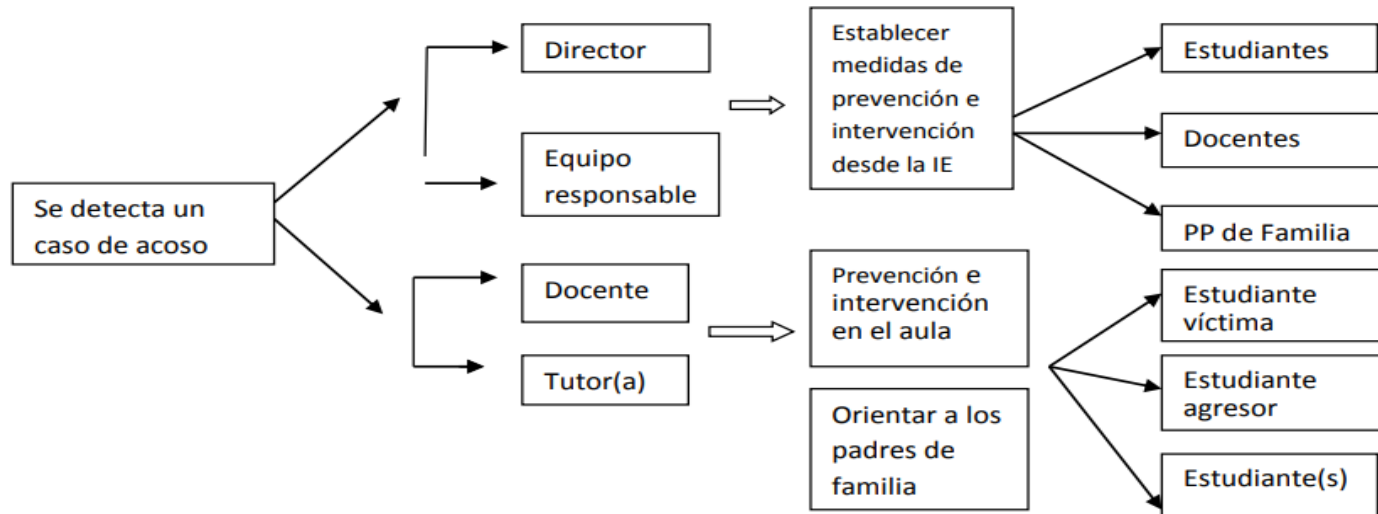 Se detecta un
caso de acoso
Director
Equipo
responsable
Docente
Tutor(a)
Establecer
medidas de
prevención e
intervención
desde la IE
Prevención e
intervención
en el aula
Orientar a los
padres de
familia
Estudiantes
Docentes
PP de Familia
Estudiante
víctima
Estudiante
agresor
Estudiante(s)